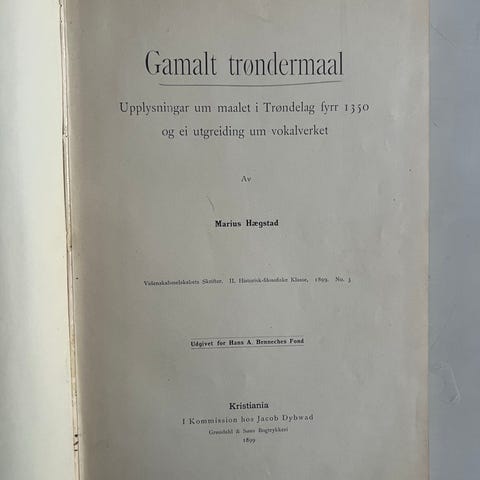 Gamalt trøndermaal
Upplysningar um maalet i Trøndelag fyrr 1350
og ei utgreiding um vokalverket
Av
Marius Hægstad
Videnskabsselskabets Skrifter. II. Historisk-filosofiske Klasse, 1899. No. 3
Udgivet for Hans A. Benneches Fond
Kristiania
I Kommission hos Jacob Dybwad
Grøndahl & Søns Bogtrykkeri
1899